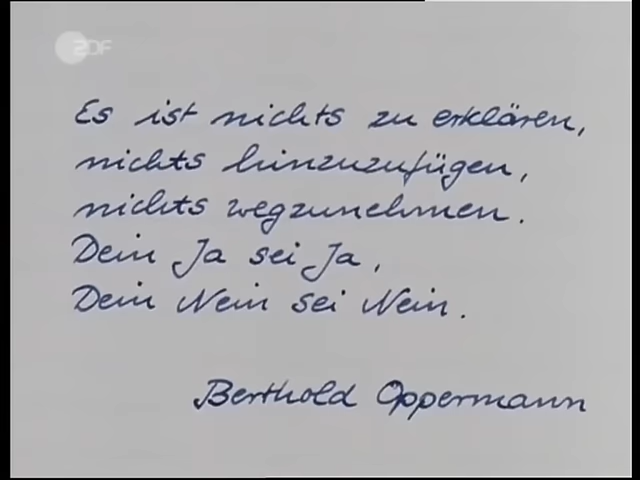 ZDF
Es ist nichts zu erklären,
nichts hinzuzufügen,
nichts wegzunehmen.
Dein Ja sei Ja,
Dein Nein sei Nein.
Berthold Oppermann